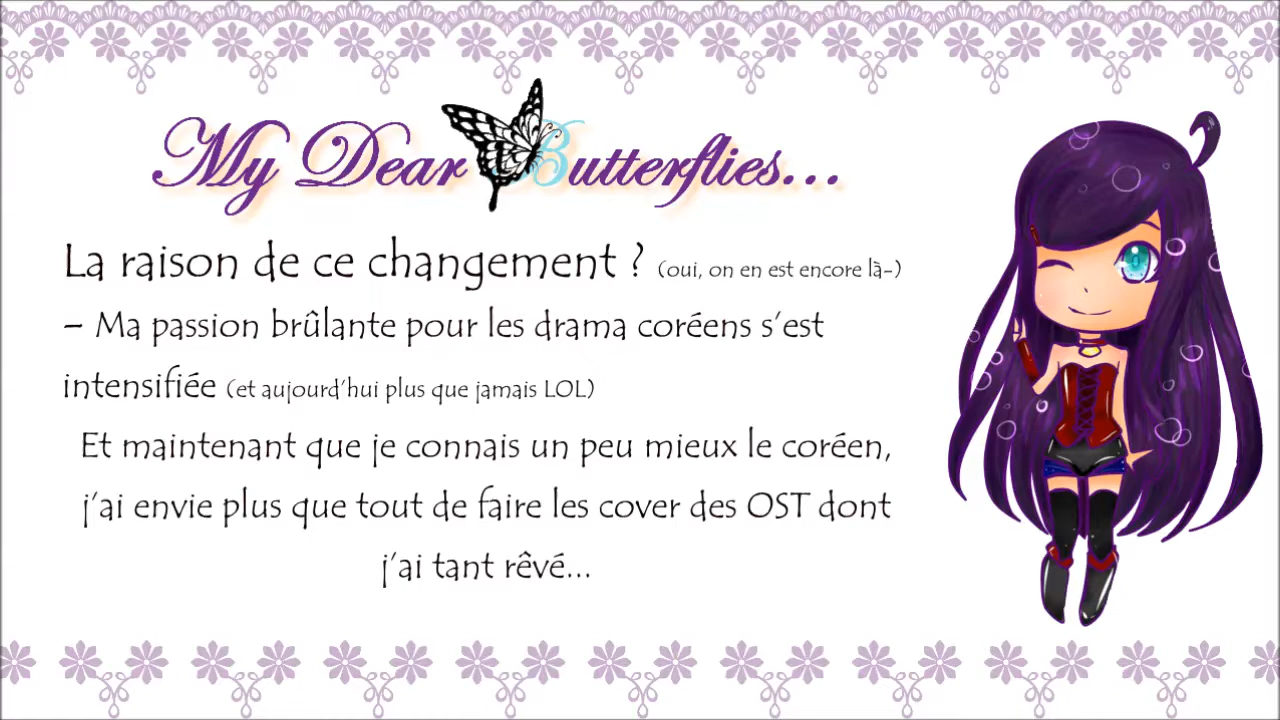 My Dear Butterflies...
La raison de ce changement ? (oui, on en est encore là-)
– Ma passion brûlante pour les drama coréens s'est
intensifiée (et aujourd'hui plus que jamais LOL)
Et maintenant que je connais un peu mieux le coréen,
j'ai envie plus que tout de faire les cover des OST dont
j'ai tant rêvé...